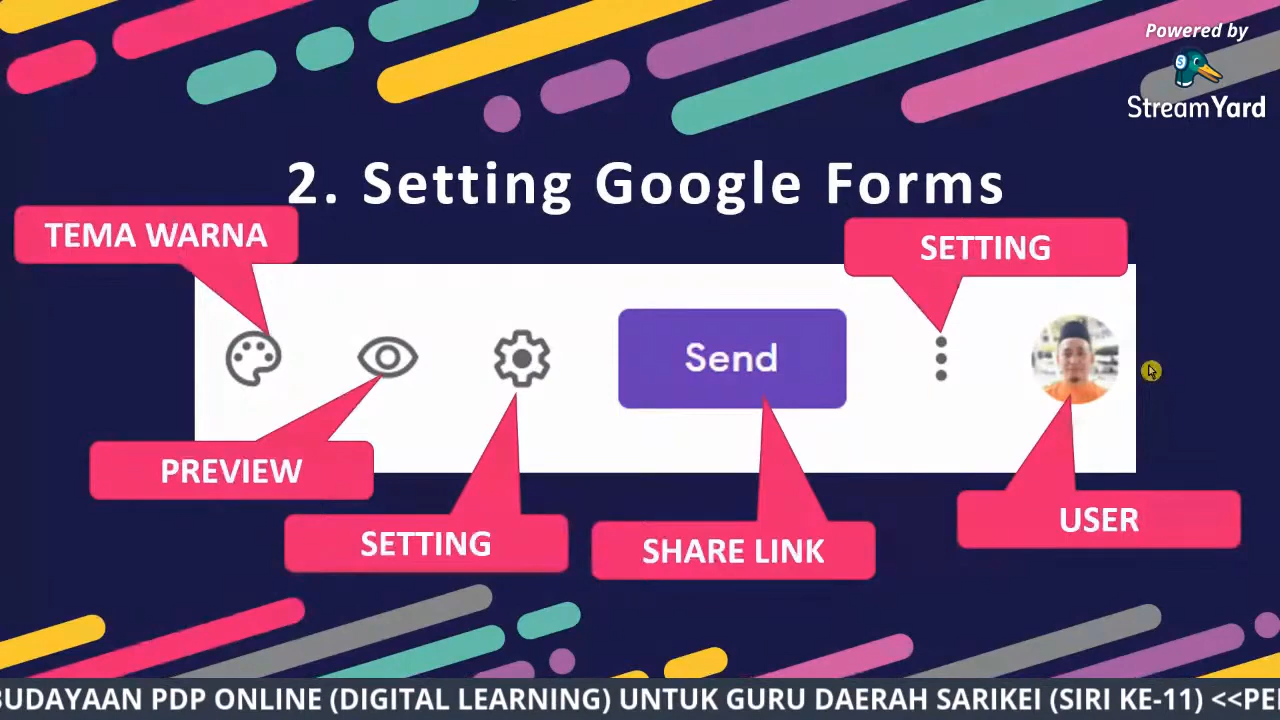 Powered by
StreamYard
2. Setting Google Forms
TEMA WARNA
SETTING
Send
PREVIEW
SETTING
SHARE LINK
USER
BUDAYAAN PDP ONLINE (DIGITAL LEARNING) UNTUK GURU DAERAH SARIKEI (SIRI KE-11) <<PE